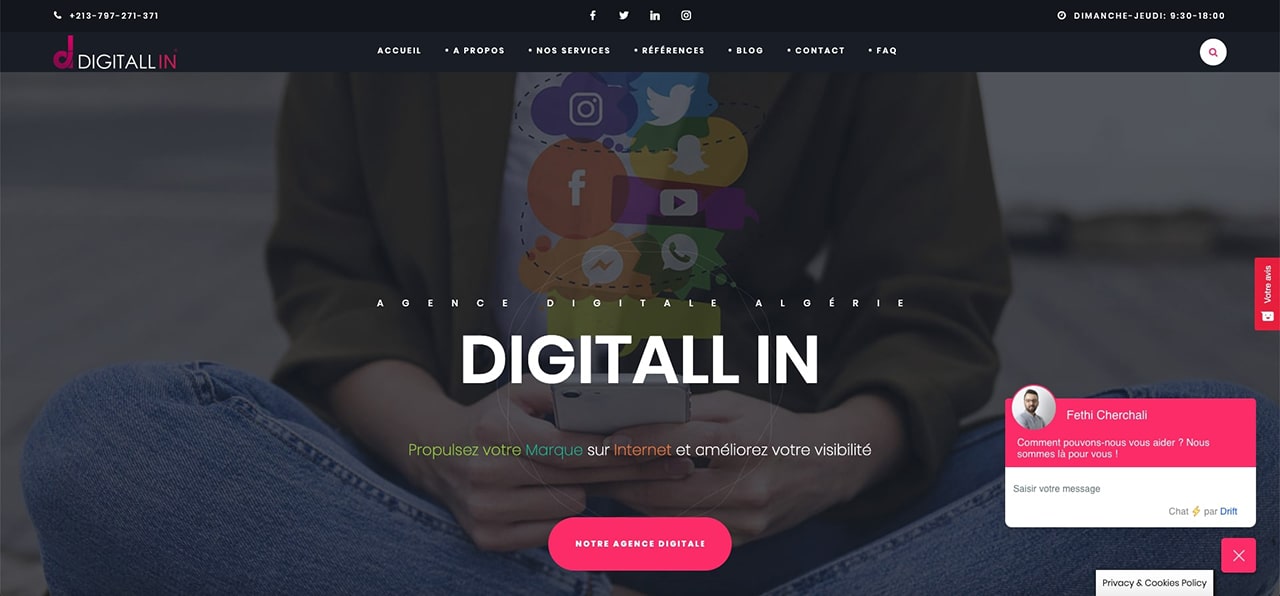 +213-797-271-371
DIMANCHE-JEUDI: 9:30-18:00
DIGITALL IN
ACCUEIL • A PROPOS • NOS SERVICES • RÉFÉRENCES • BLOG • CONTACT • FAQ
AGENCE DIGITALE ALGÉRIE
DIGITALL IN
Propulsez votre Marque sur Internet et améliorez votre visibilité
NOTRE AGENCE DIGITALE
Votre avis
Fethi Cherchali
Comment pouvons-nous vous aider ? Nous
sommes là pour vous !
Saisir votre message
Chat ⚡ par Drift
Privacy & Cookies Policy